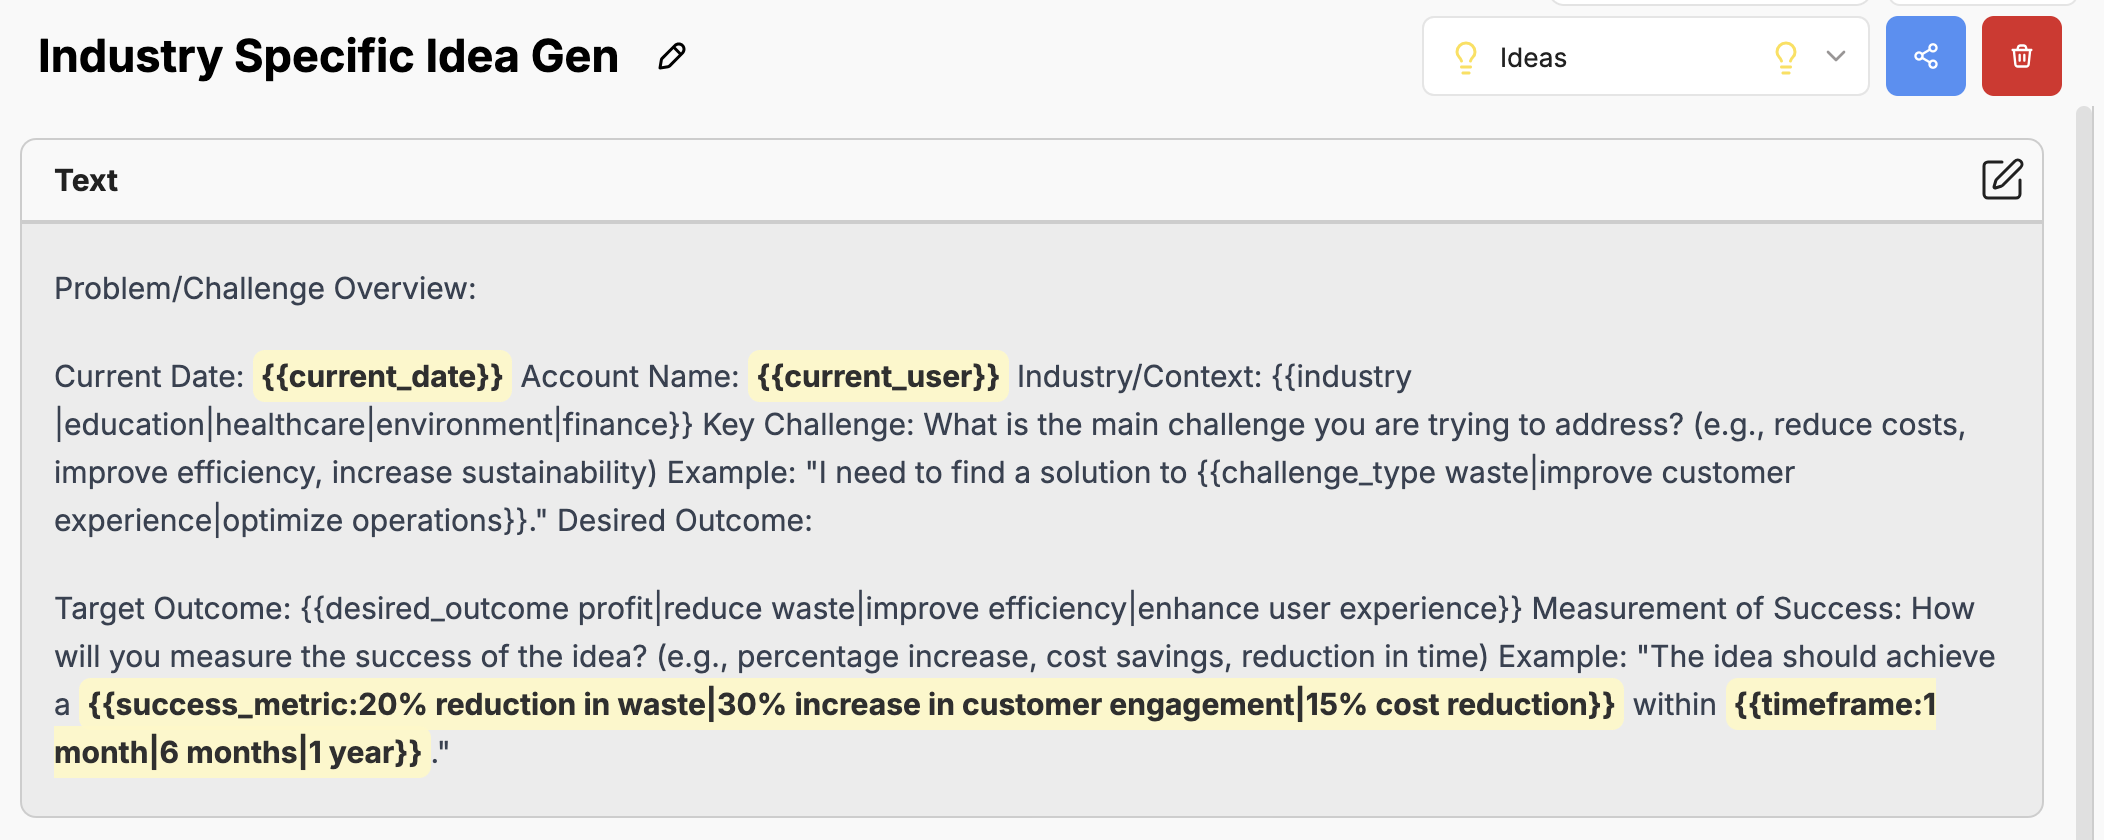 Industry Specific Idea Gen
Ideas
Text
Problem/Challenge Overview:
Current Date: {{current_date}} Account Name: {{current_user}} Industry/Context: {{industry
|education|healthcare|environment|finance}} Key Challenge: What is the main challenge you are trying to address? (e.g., reduce costs,
improve efficiency, increase sustainability) Example: "I need to find a solution to {{challenge_type waste|improve customer
experience|optimize operations}}." Desired Outcome:
Target Outcome: {{desired_outcome profit|reduce waste|improve efficiency|enhance user experience}} Measurement of Success: How
will you measure the success of the idea? (e.g., percentage increase, cost savings, reduction in time) Example: "The idea should achieve
a {{success_metric:20% reduction in waste|30% increase in customer engagement|15% cost reduction}} within {{timeframe:1
month|6 months|1 year}}."